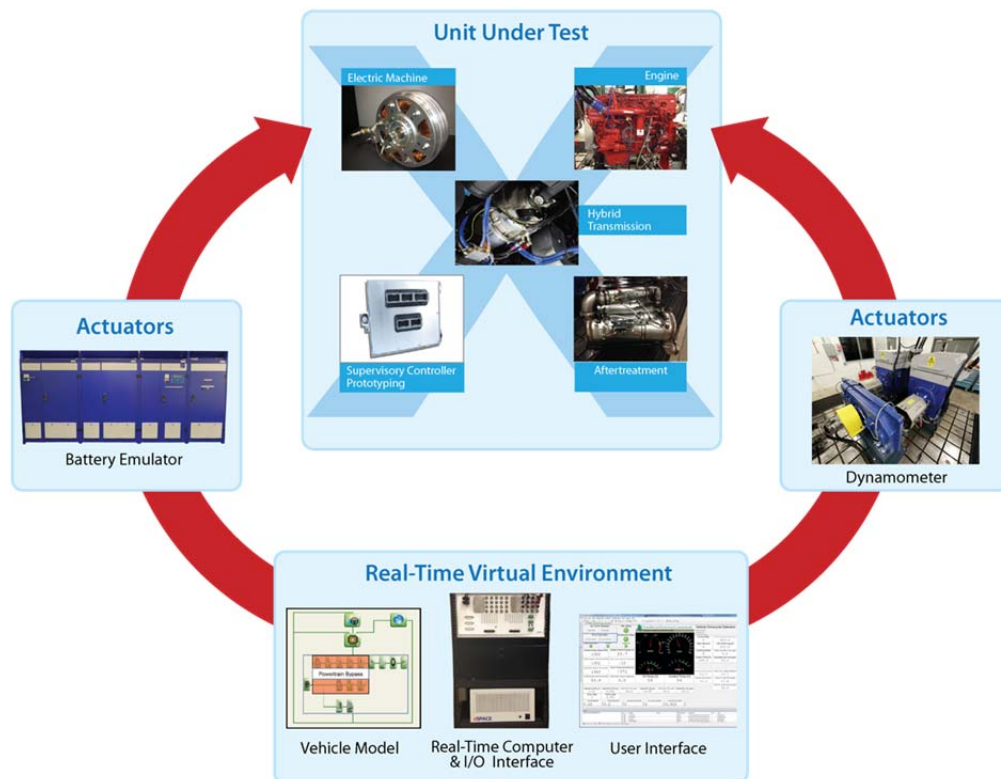 Unit Under Test
Electric Machine
Engine
Hybrid
Transmission
Supervisory Controller
Prototyping
Aftertreatment
Actuators
Battery Emulator
Actuators
Dynamometer
Real-Time Virtual Environment
Powertrain Bypass
dSPACE
Vehicle Model
Real-Time Computer
& I/O Interface
User Interface